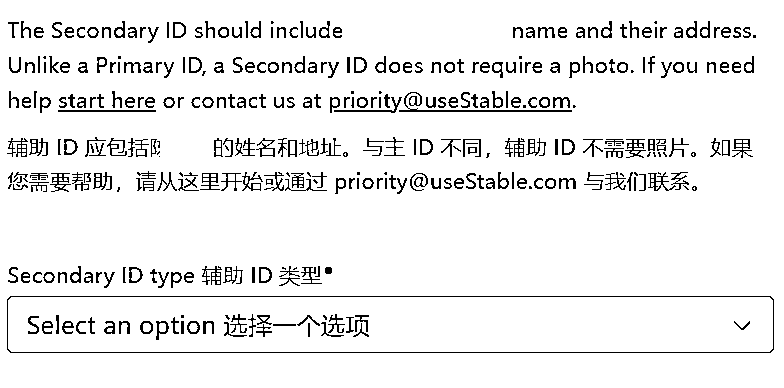 The Secondary ID should include name and their address.
Unlike a Primary ID, a Secondary ID does not require a photo. If you need
help start here or contact us at priority@useStable.com.
辅助 ID 应包括 的姓名和地址。与主 ID 不同，辅助 ID 不需要照片。如果
您需要帮助，请从这里开始或通过 priority@useStable.com 与我们联系。
Secondary ID type 辅助 ID 类型•
Select an option 选择一个选项